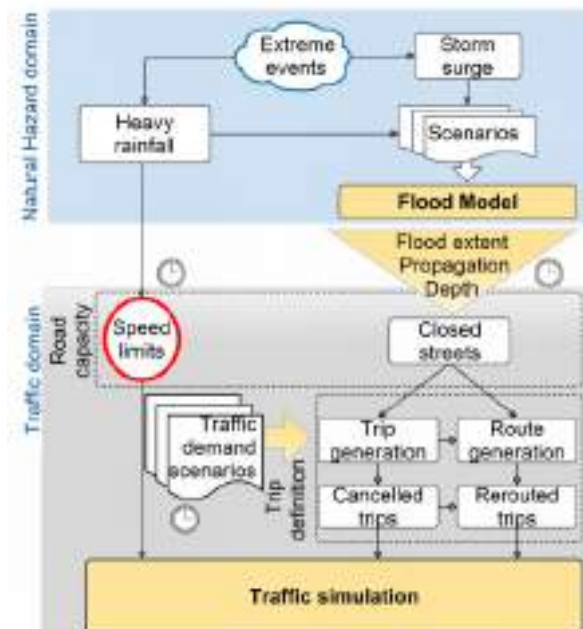 Natural Hazard domain
Extreme
events
Storm
surge
Heavy
rainfall
Scenarios
Flood Model
Flood extent
Propagation
Depth
Traffic domain
Road
capacity
Speed
limits
Closed
streets
Traffic
demand
scenarios
Trip
definition
Trip
generation
Route
generation
Cancelled
trips
Rerouted
trips
Traffic simulation